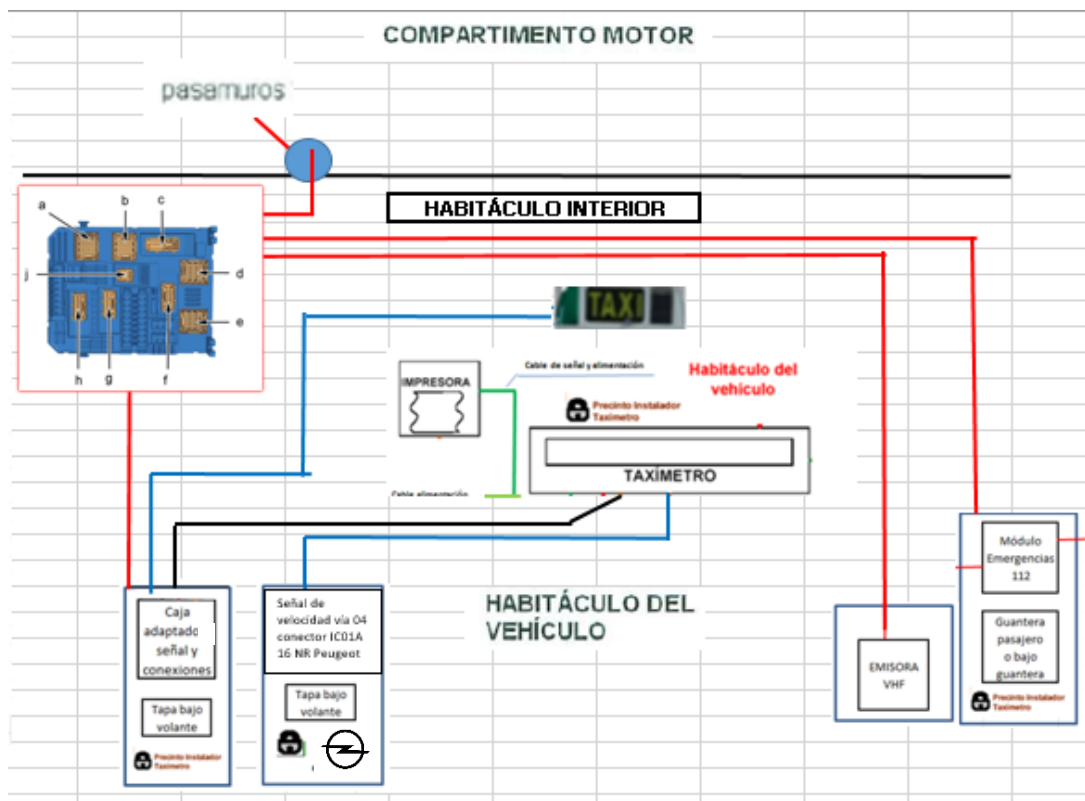 COMPARTIMENTO MOTOR
pasamuros
HABITÁCULO INTERIOR
a
b
c
d
j
e
h
g
f
TAXI
IMPRESORA
Cable de señal y alimentación
Habitáculo del
vehículo
Precinto Instalador
Taxímetro
TAXÍMETRO
Cable alimentación
Caja
adaptado
señal y
conexiones
Tapa bajo
volante
Precinto Instalador
Taxímetro
Señal de
velocidad vía 04
conector IC01A
16 NR Peugeot
Tapa bajo
volante
HABITÁCULO DEL
VEHÍCULO
EMISORA
VHF
Módulo
Emergencias
112
Guantera
pasajero
o bajo
guantera
Precinto Instalador
Taxímetro